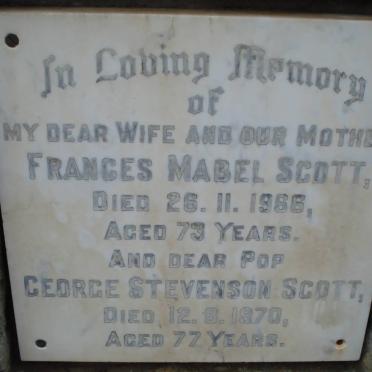 In Loving Memory
of
MY DEAR WIFE AND OUR MOTHE
FRANCES MABEL SCOTT,
DIED 26. 11. 1966,
AGED 73 YEARS.
AND DEAR POP
GEORGE STEVENSON SCOTT,
DIED 12. 8. 1970,
AGED 77 YEARS.